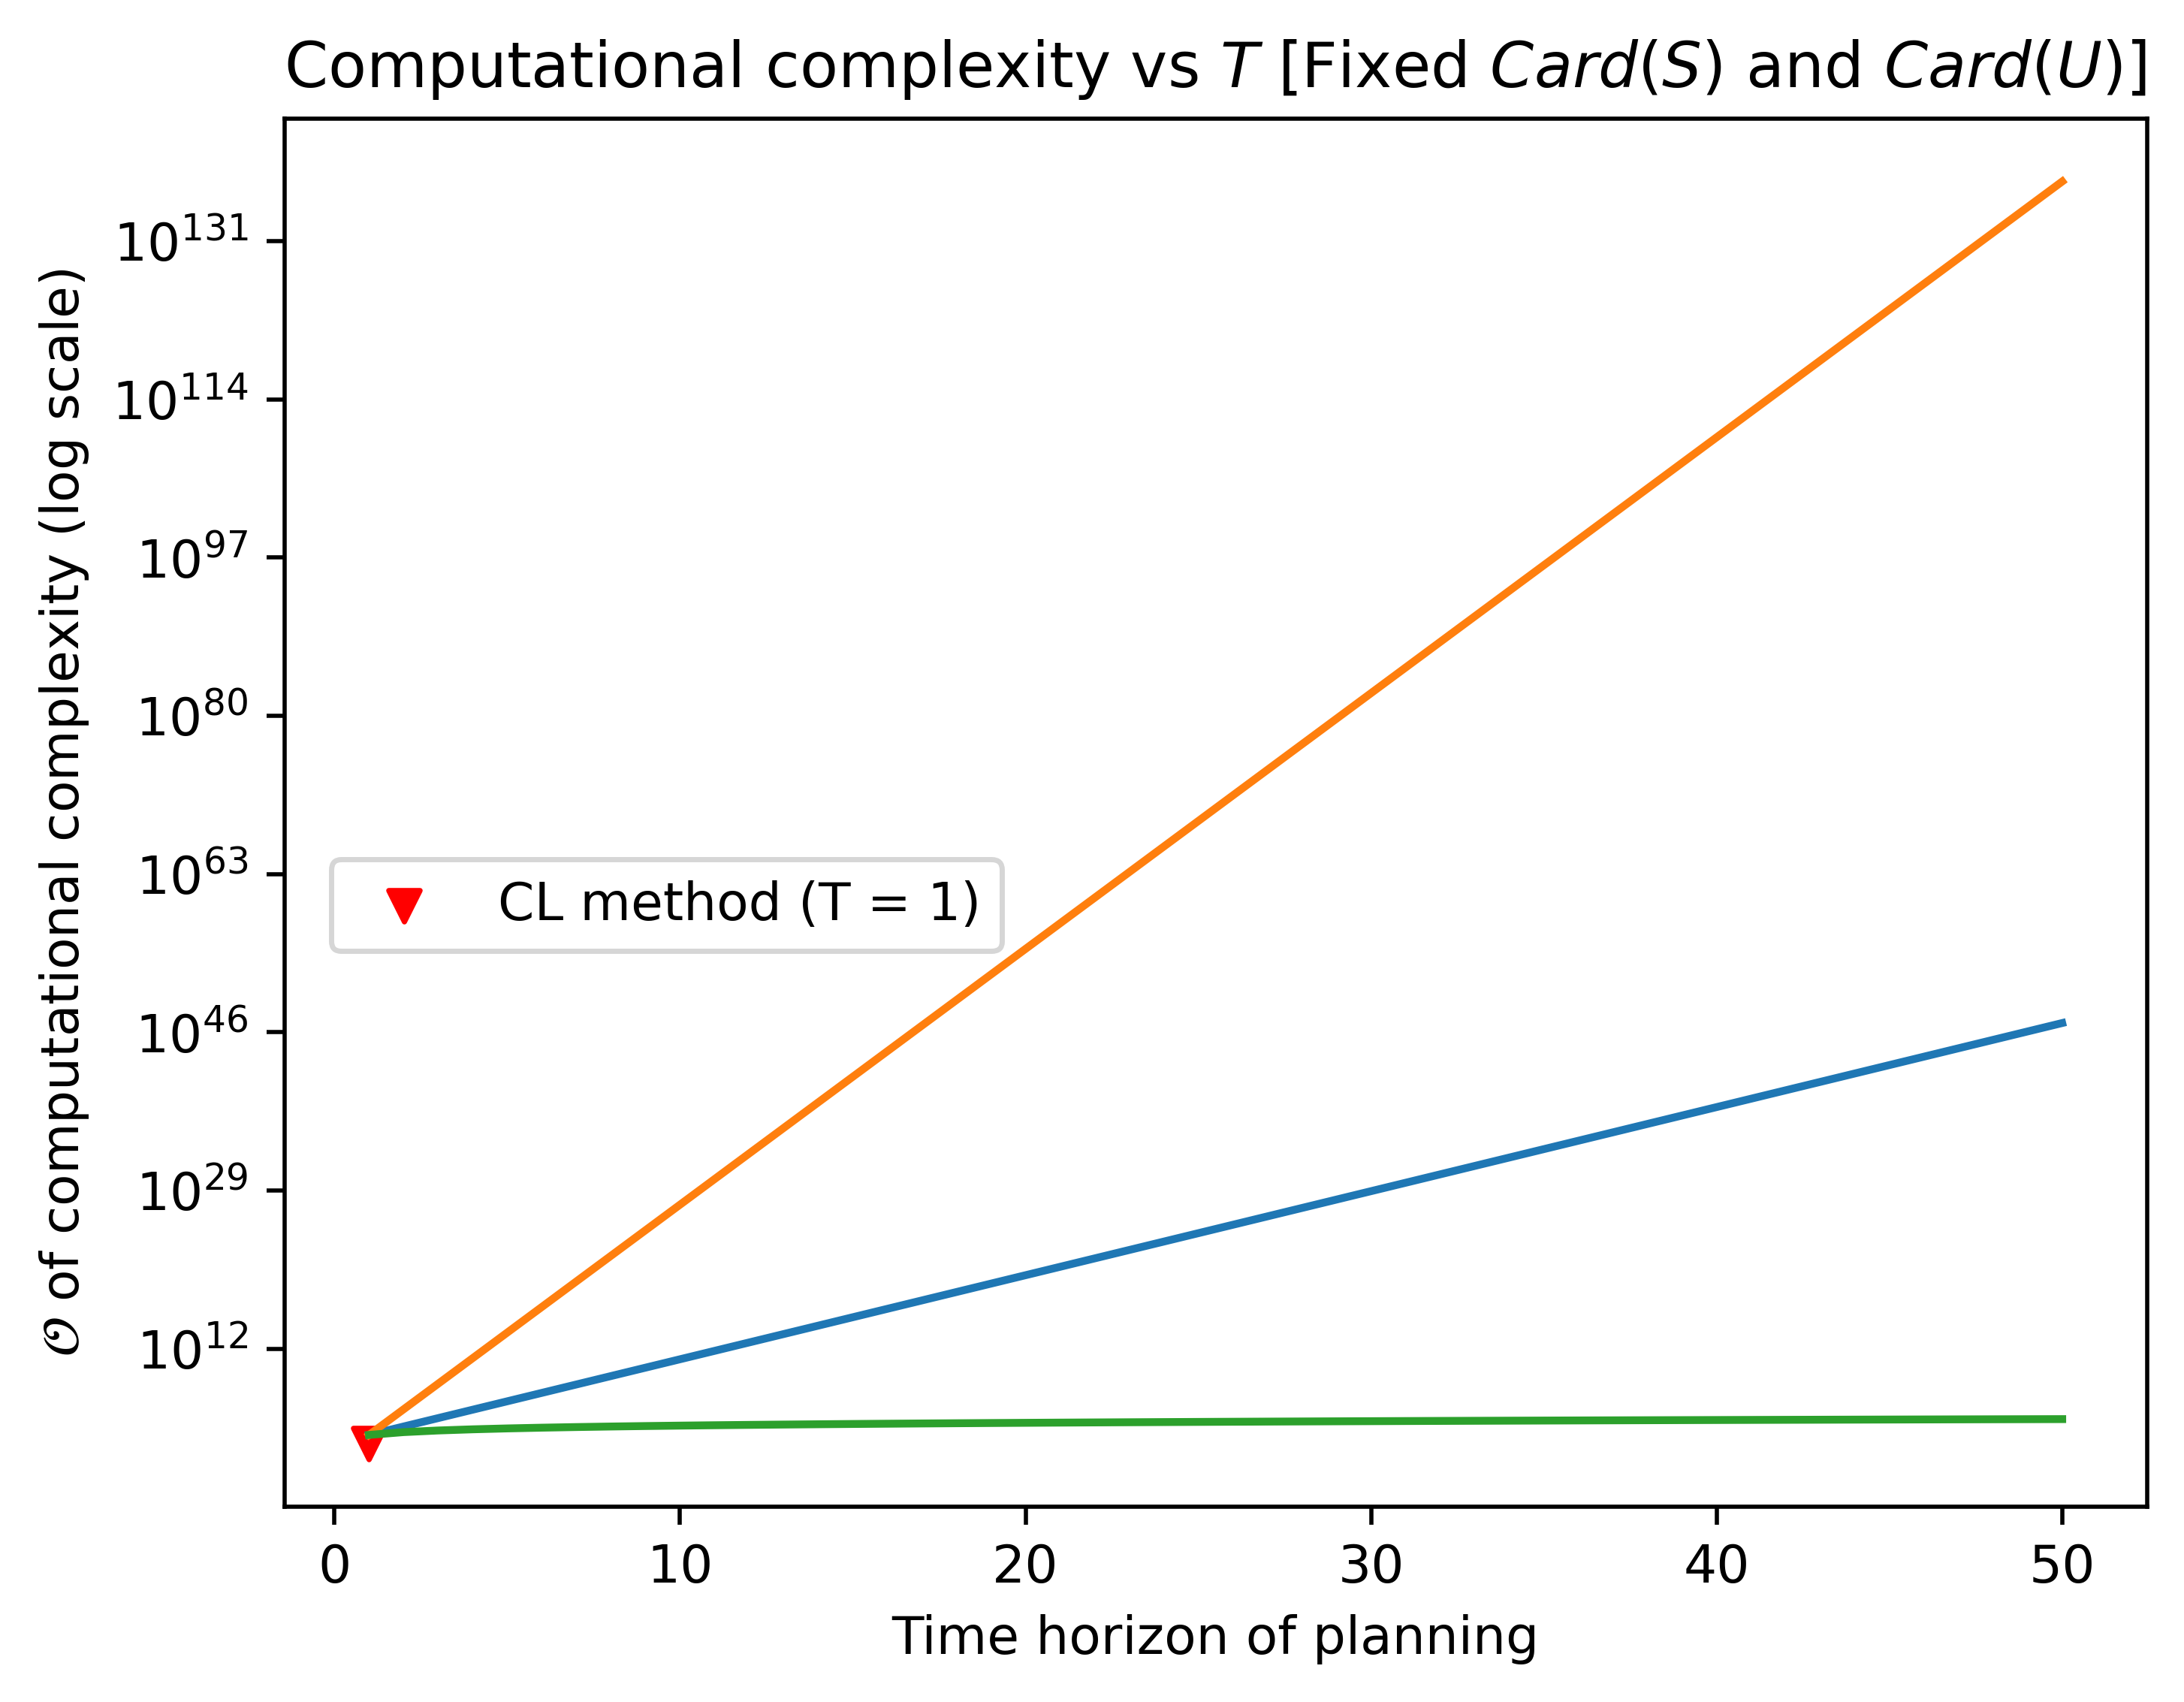 Computational complexity vs T [Fixed Card(S) and Card(U)]
𝒪 of computational complexity (log scale)
10^131
10^114
10^97
10^80
10^63
10^46
10^29
10^12
CL method (T = 1)
0 10 20 30 40 50
Time horizon of planning